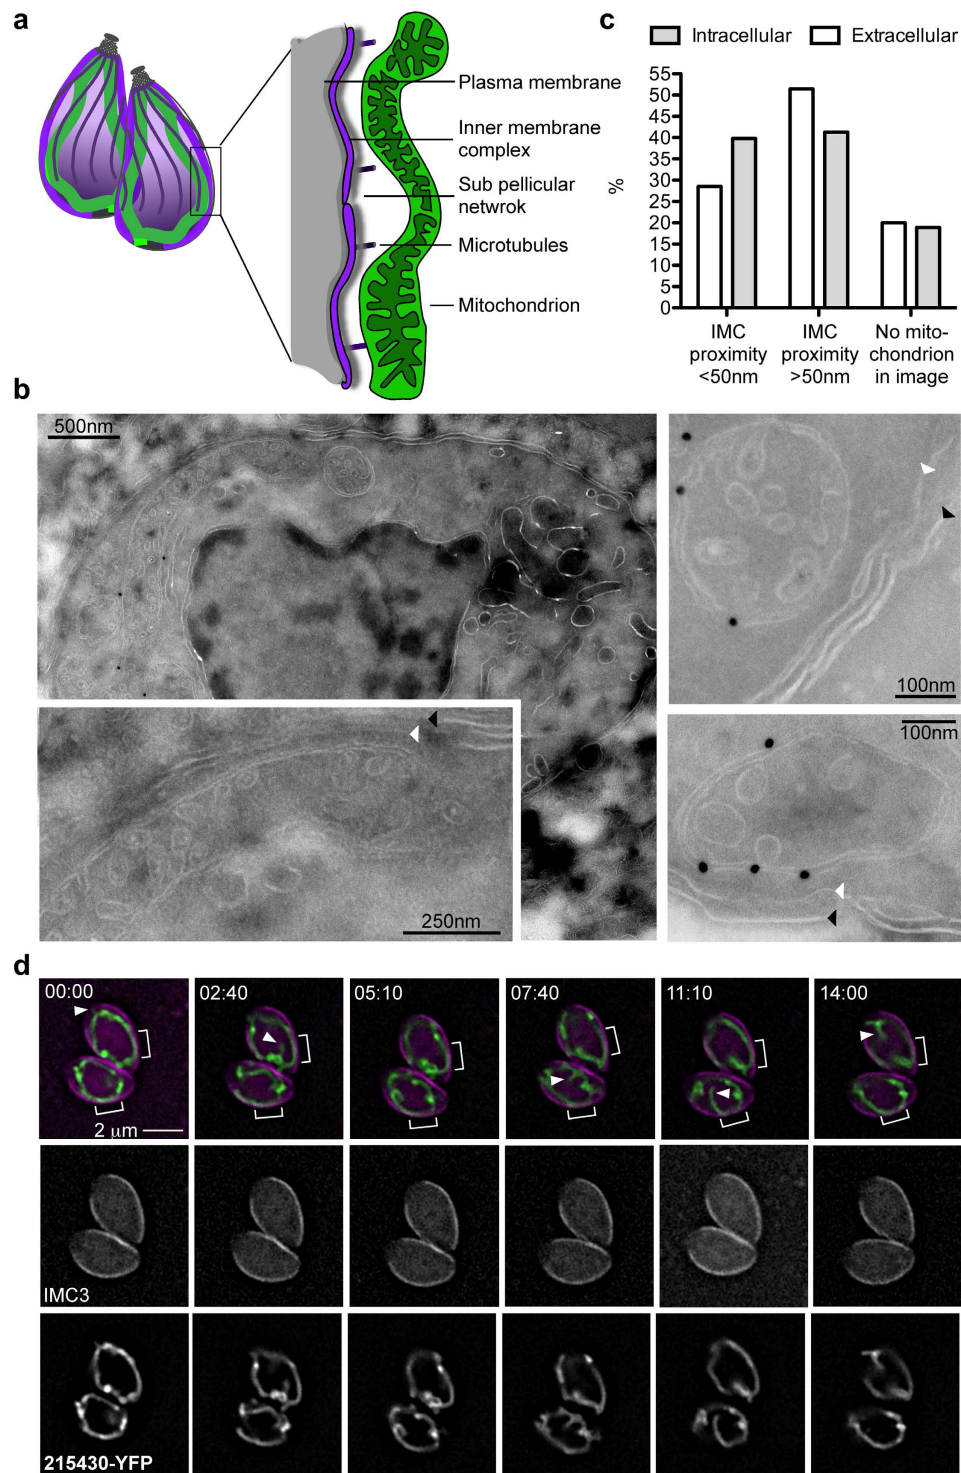 a
Plasma membrane
Inner membrane
complex
Sub pellicular
netwrok
Microtubules
Mitochondrion
c
Intracellular
Extracellular
%
55
50
45
40
35
30
25
20
15
10
5
0
IMC
proximity
<50nm
IMC
proximity
>50nm
No mito-
chondrion
in image
b
500nm
100nm
250nm
100nm
d
00:00
02:40
05:10
07:40
11:10
14:00
2 μm
IMC3
215430-YFP